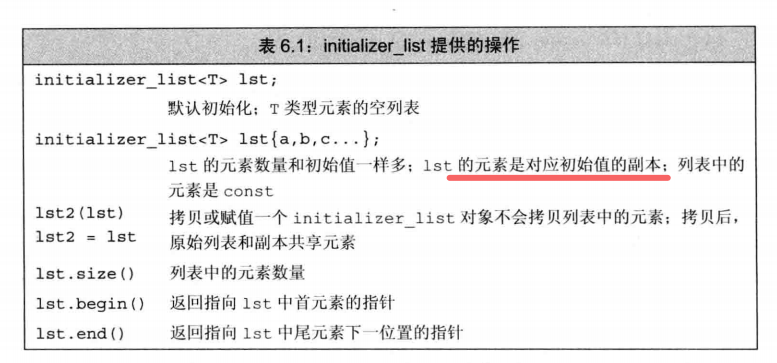 表 6.1：initializer_list 提供的操作
initializer_list<T> lst;
默认初始化；T 类型元素的空列表
initializer_list<T> lst{a,b,c...};
lst 的元素数量和初始值一样多；lst 的元素是对应初始值的副本；列表中的
元素是 const
lst2(lst) 拷贝或赋值一个 initializer_list 对象不会拷贝列表中的元素；拷贝后，
lst2 = lst 原始列表和副本共享元素
lst.size() 列表中的元素数量
lst.begin() 返回指向 lst 中首元素的指针
lst.end() 返回指向 lst 中尾元素下一位置的指针